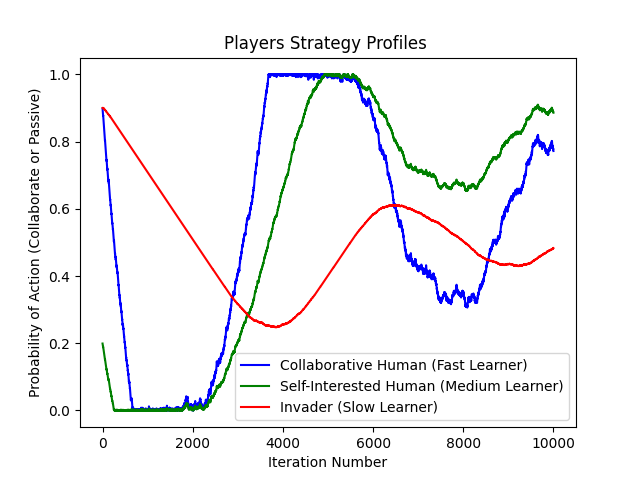 Players Strategy Profiles
Probability of Action (Collaborate or Passive)
1.0
0.8
0.6
0.4
0.2
0.0
Collaborative Human (Fast Learner)
Self-Interested Human (Medium Learner)
Invader (Slow Learner)
0 2000 4000 6000 8000 10000
Iteration Number